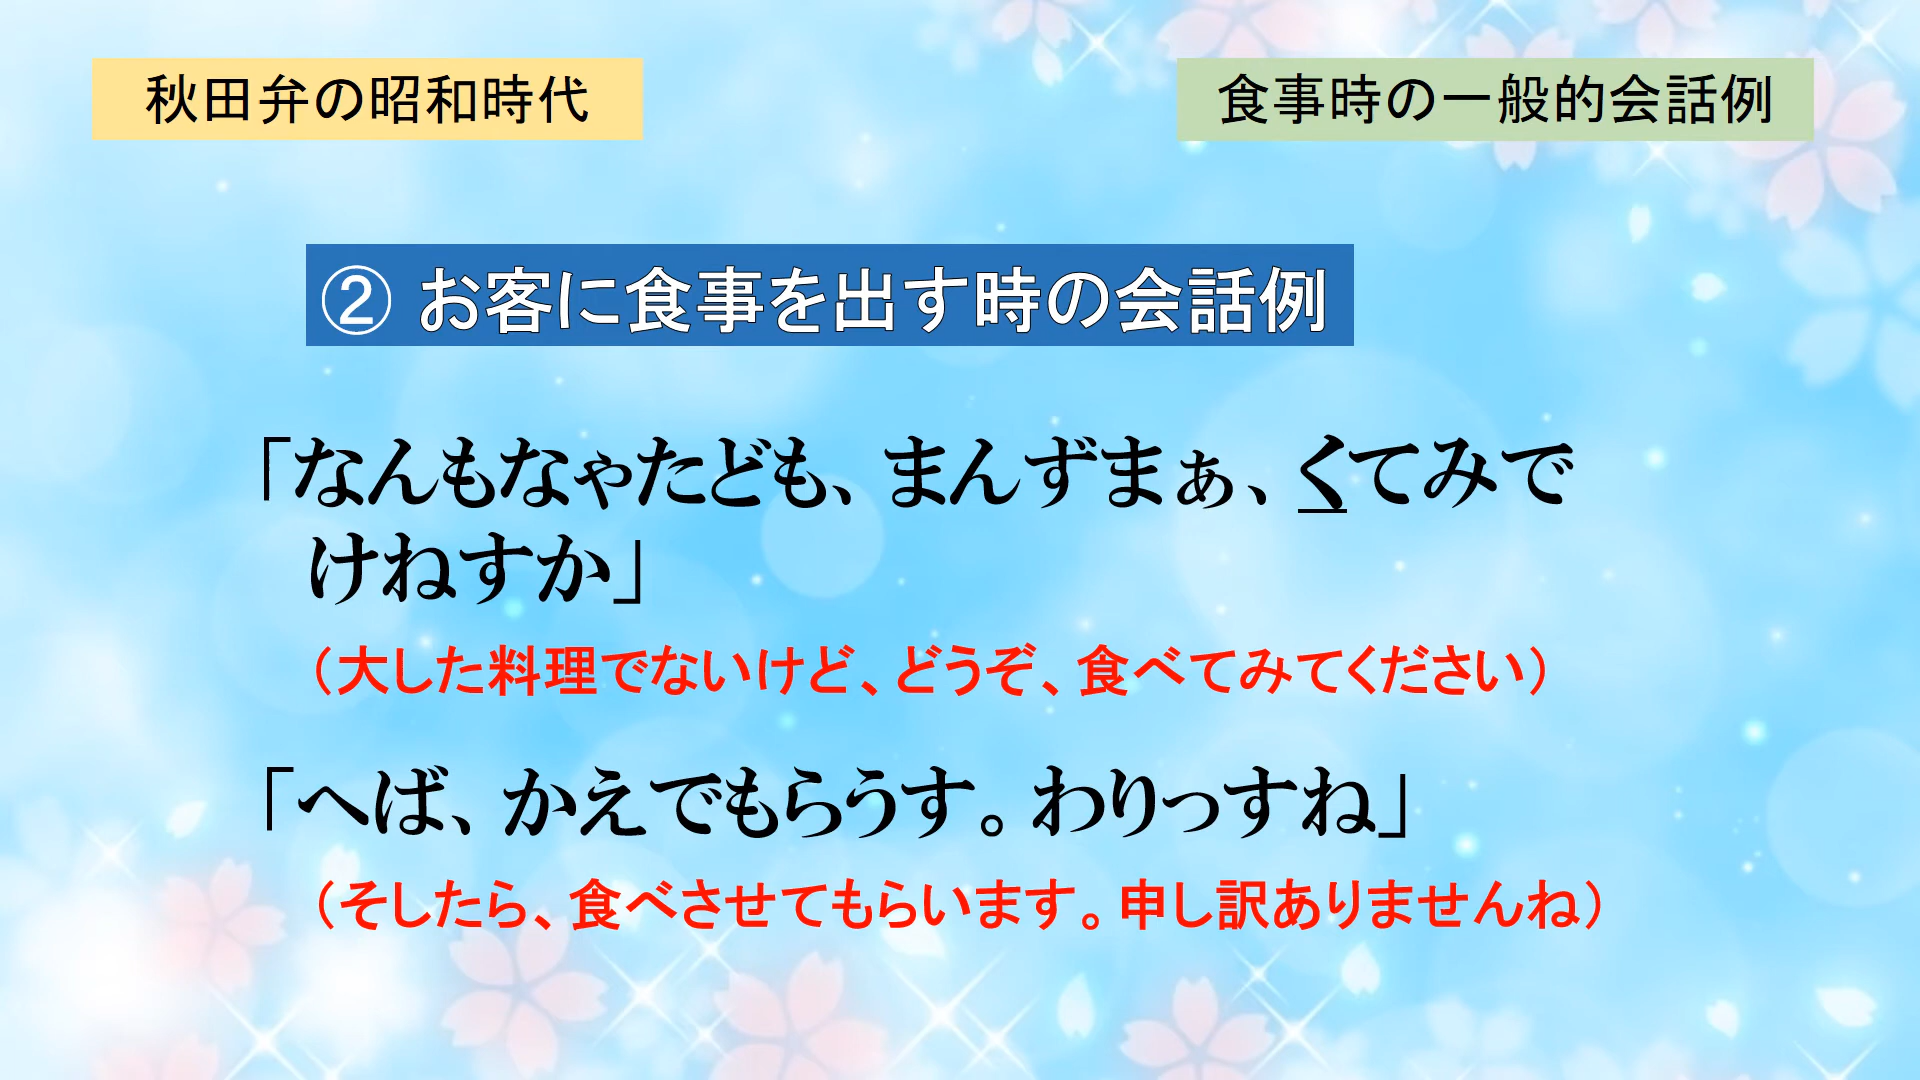 秋田弁の昭和時代
食事時の一般的会話例
② お客に食事を出す時の会話例
「なんもなゃたども、まんずまぁ、くてみで
けねすか」
（大した料理でないけど、どうぞ、食べてみてください）
「へば、かえでもらうす。わりっすね」
（そしたら、食べさせてもらいます。申し訳ありませんね）